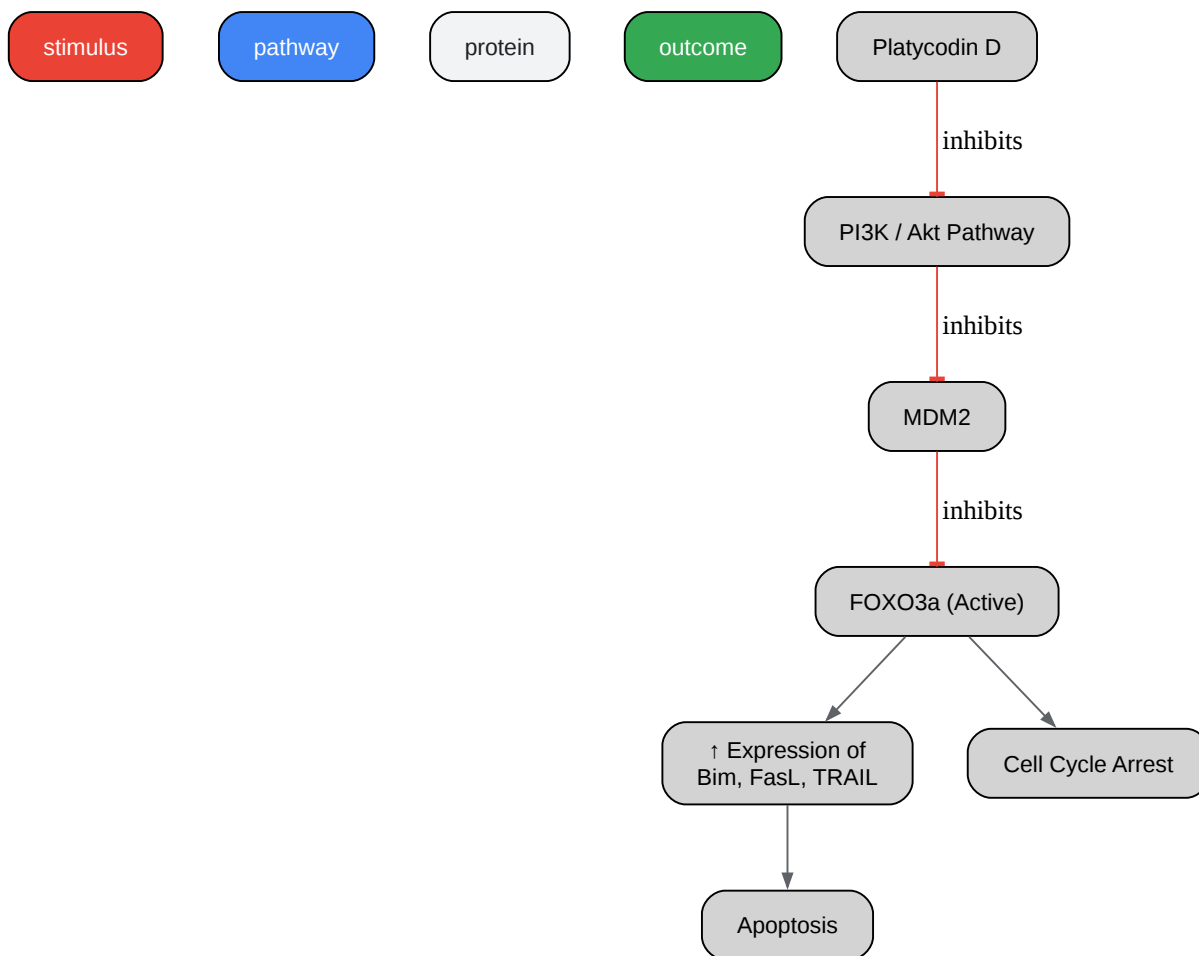 stimulus
pathway
protein
outcome
Platycodin D
inhibits
PI3K / Akt Pathway
inhibits
MDM2
inhibits
FOXO3a (Active)
↑ Expression of
Bim, FasL, TRAIL
Cell Cycle Arrest
Apoptosis